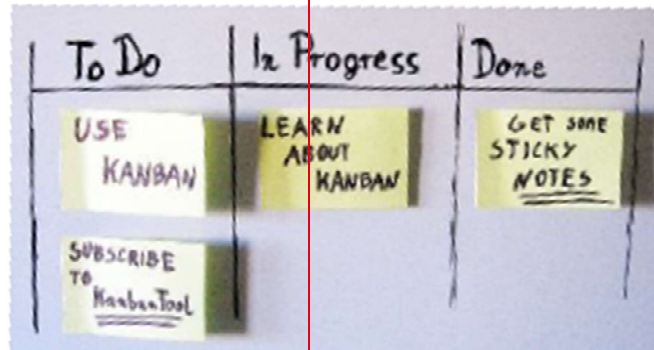 To Do
In Progress
Done
USE
KANBAN
SUBSCRIBE
TO
KanbanTool
LEARN
ABOUT
KANBAN
GET SOME
STICKY
NOTES